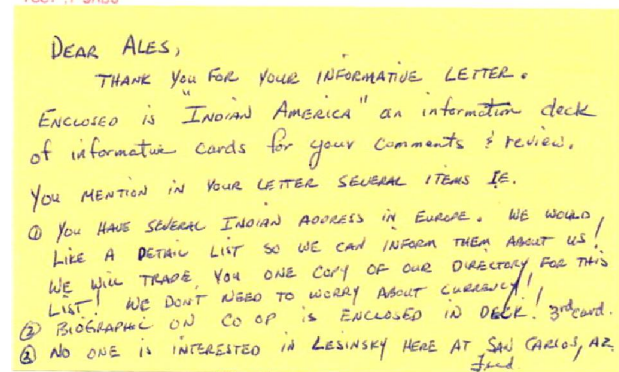 DEAR ALES,
THANK YOU FOR YOUR INFORMATIVE LETTER.
ENCLOSED IS "INDIAN AMERICA" an information deck
of informative cards for your comments & review.
YOU MENTION IN YOUR LETTER SEVERAL ITEMS IE.
① YOU HAVE SEVERAL INDIAN ADDRESS IN EUROPE. WE WOULD
LIKE A DETAIL LIST SO WE CAN INFORM THEM ABOUT US!
WE WILL TRADE YOU ONE COPY OF OUR DIRECTORY FOR THIS
LIST! WE DON'T NEED TO WORRY ABOUT CURRENCY!
② BIOGRAPHIC ON CO OP IS ENCLOSED IN DECK! 3rd card.
③ NO ONE IS INTERESTED IN LESINSKY HERE AT SAN CARLOS, AZ.
Fred